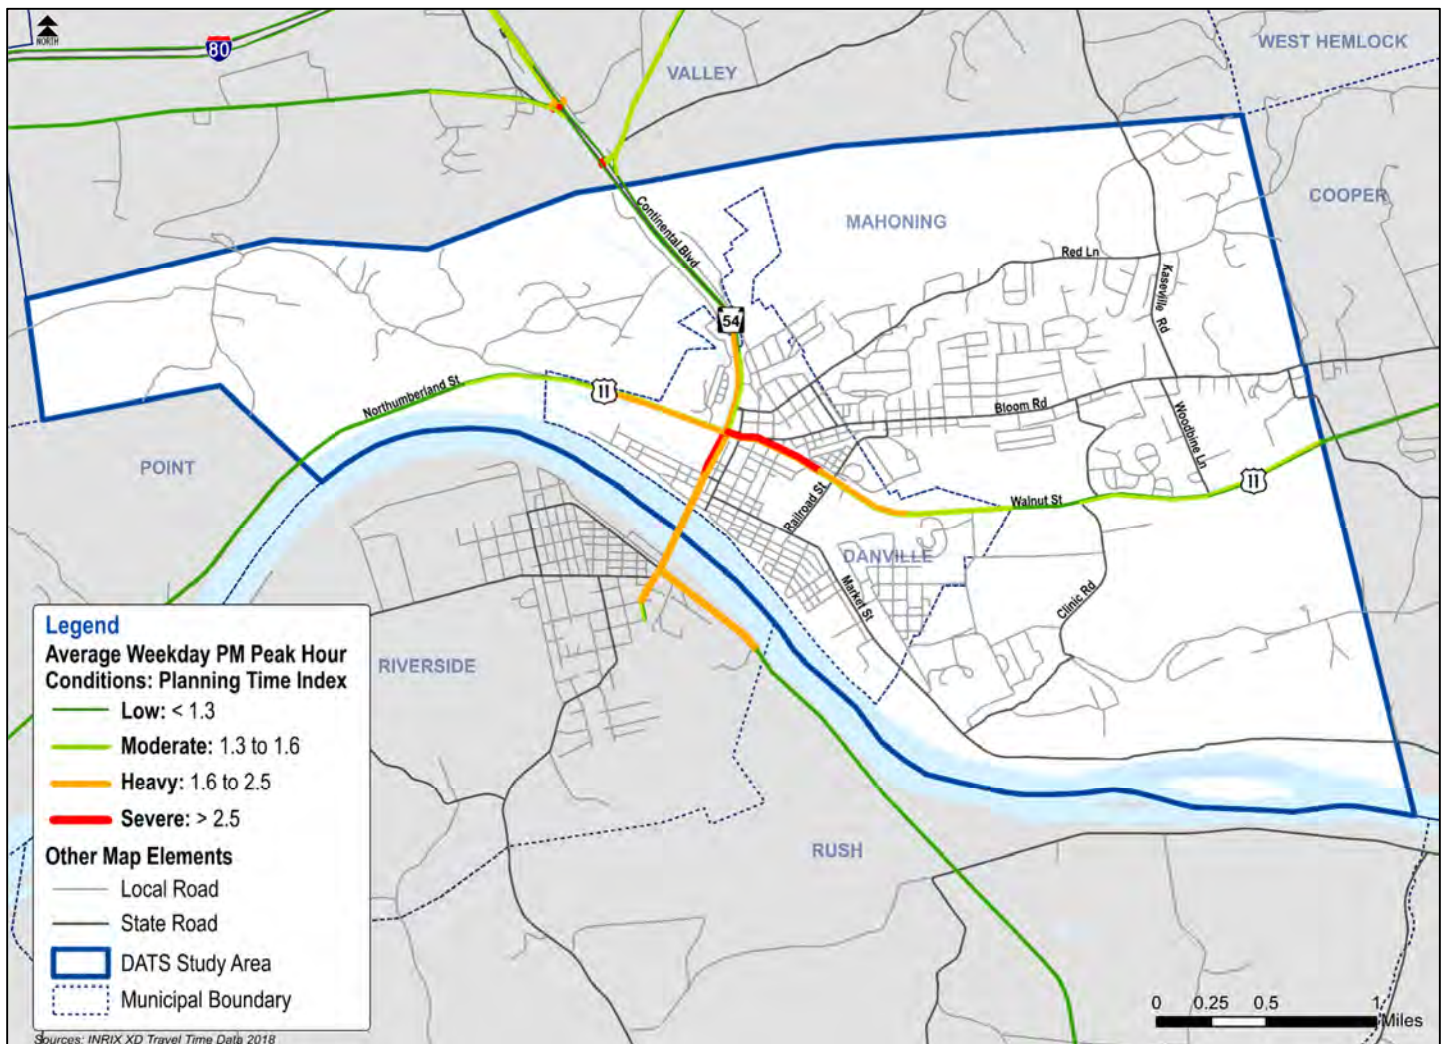 NORTH
80
VALLEY
WEST HEMLOCK
COOPER
MAHONING
Continental Blvd
Red Ln
Kaseville Rd
54
Northumberland St
11
Bloom Rd
Woodbine Ln
POINT
11
Walnut St
Railroad St
DANVILLE
Market St
Clinic Rd
RIVERSIDE
RUSH
Legend
Average Weekday PM Peak Hour
Conditions: Planning Time Index
Low: < 1.3
Moderate: 1.3 to 1.6
Heavy: 1.6 to 2.5
Severe: > 2.5
Other Map Elements
Local Road
State Road
DATS Study Area
Municipal Boundary
0 0.25 0.5 1
Miles
Sources: INRIX XD Travel Time Data 2018